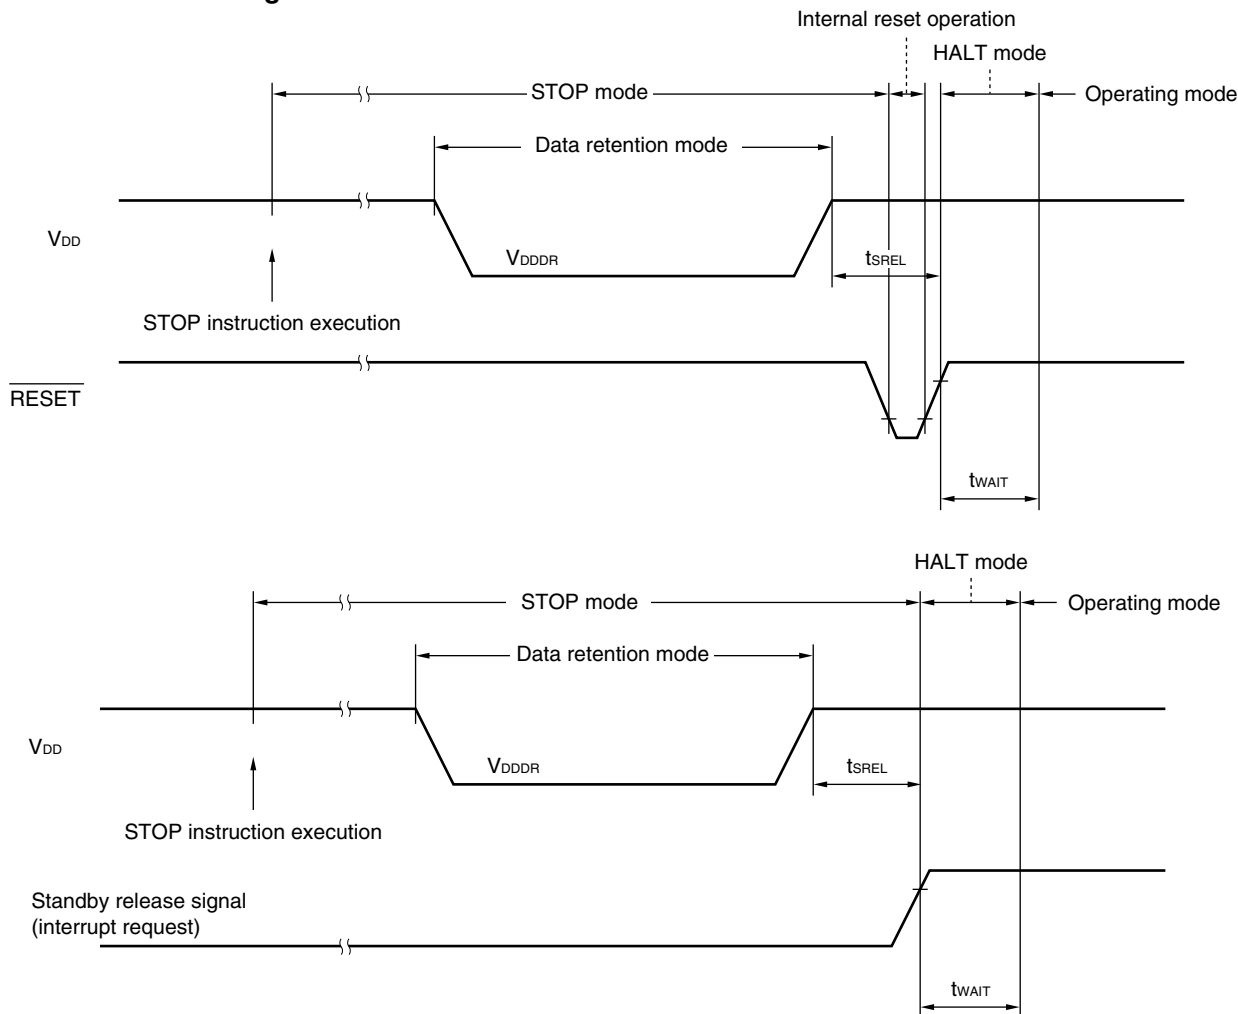 Internal reset operation
HALT mode
STOP mode
Operating mode
Data retention mode
VDD
VDDDR
tSREL
STOP instruction execution
RESET
tWAIT
HALT mode
STOP mode
Operating mode
Data retention mode
VDD
VDDDR
tSREL
STOP instruction execution
Standby release signal
(interrupt request)
tWAIT